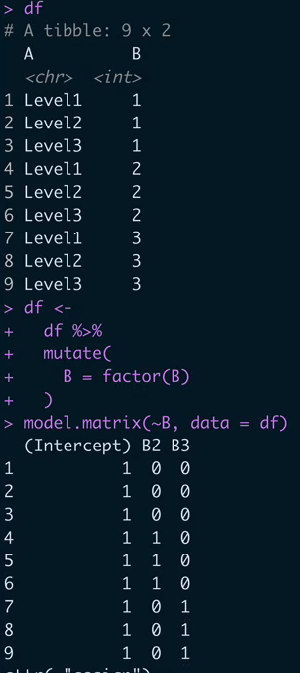 > df
# A tibble: 9 x 2
A B
<chr> <int>
1 Level1 1
2 Level2 1
3 Level3 1
4 Level1 2
5 Level2 2
6 Level3 2
7 Level1 3
8 Level2 3
9 Level3 3
> df <-
+ df %>%
+ mutate(
+ B = factor(B)
+ )
> model.matrix(~B, data = df)
(Intercept) B2 B3
1 1 0 0
2 1 0 0
3 1 0 0
4 1 1 0
5 1 1 0
6 1 1 0
7 1 0 1
8 1 0 1
9 1 0 1
attr(,"assign")